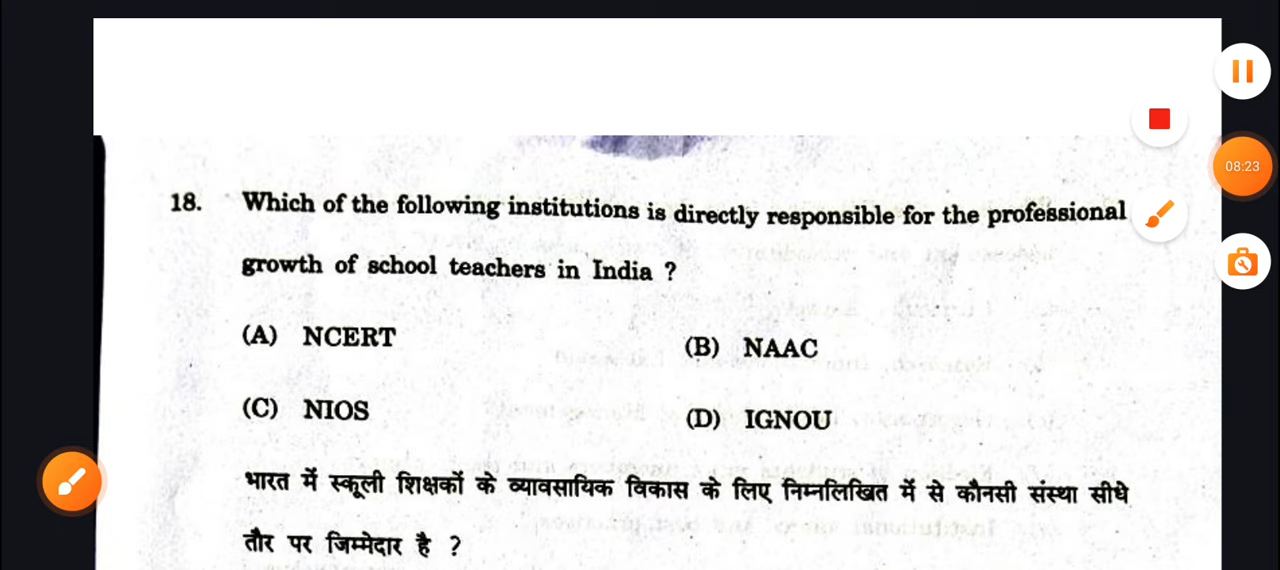 08:23
18. Which of the following institutions is directly responsible for the professional
growth of school teachers in India ?
(A) NCERT (B) NAAC
(C) NIOS (D) IGNOU
भारत में स्कूली शिक्षकों के व्यावसायिक विकास के लिए निम्नलिखित में से कौनसी संस्था सीधे
तौर पर जिम्मेदार है ?